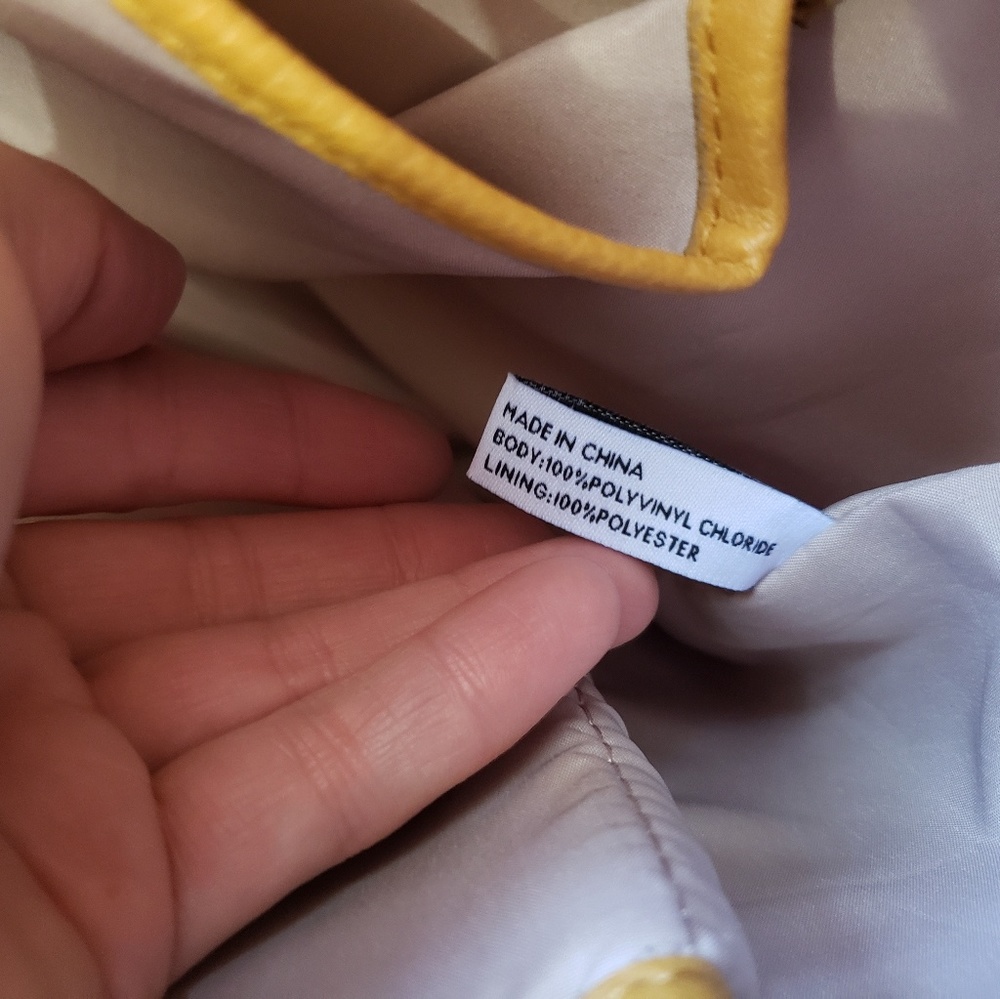 MADE IN CHINA
BODY:100%POLYVINYL CHLORIDE
LINING:100%POLYESTER